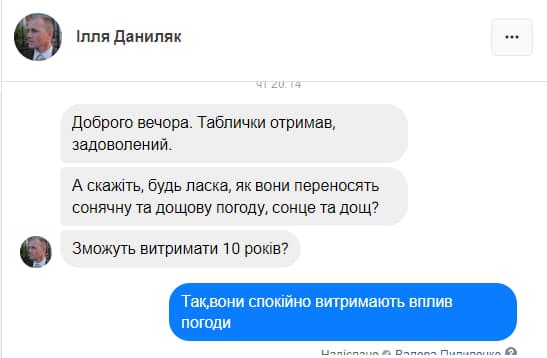 Ілля Даниляк
чт 20:14
Доброго вечора. Таблички отримав,
задоволений.
А скажіть, будь ласка, як вони переносять
сонячну та дощову погоду, сонце та дощ?
Зможуть витримати 10 років?
Так,вони спокійно витримають вплив
погоди
Надіслано © Валера Пилипенко